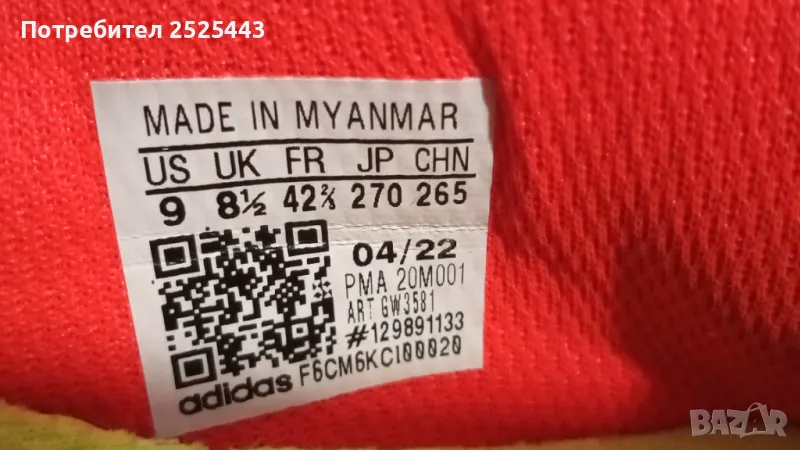 Потребител 2525443
MADE IN MYANMAR
US UK FR JP CHN
9 8½ 42⅔ 270 265
04/22
PMA 20M001
ART GW3581
#129891133
adidas F6CM6KCI00020
BAZAR